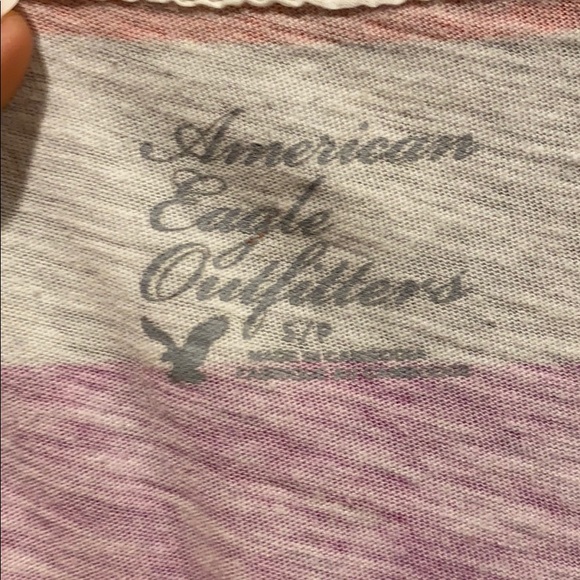 American
Eagle
Outfitters
S/P
MADE IN CAMBODIA